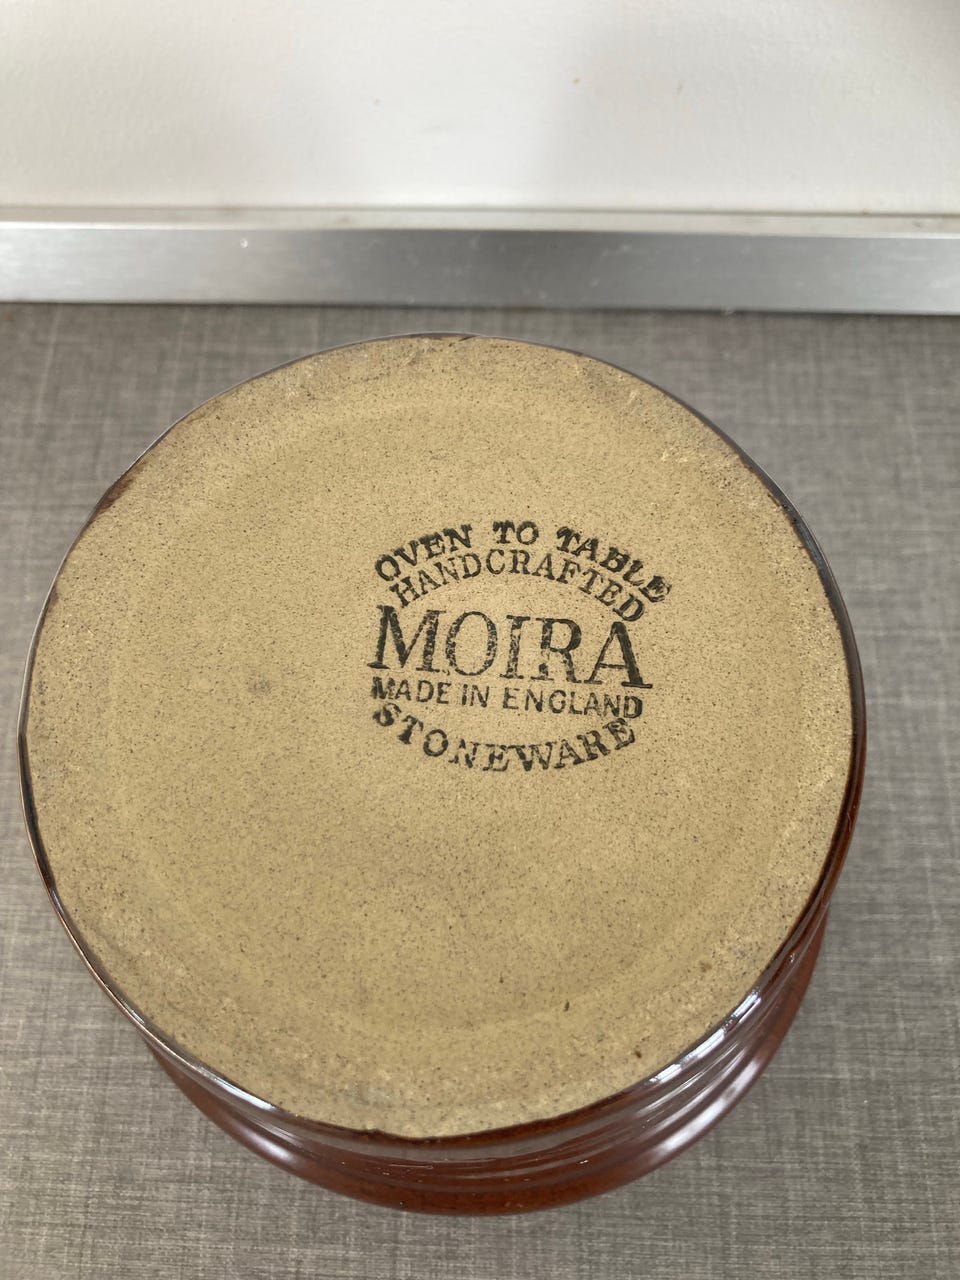 OVEN TO TABLE
HANDCRAFTED
MOIRA
MADE IN ENGLAND
STONEWARE